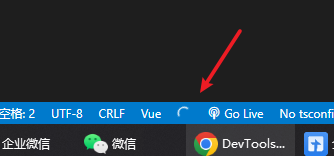 空格: 2 UTF-8 CRLF Vue Go Live No tsconfi
企业微信 微信 DevTools...